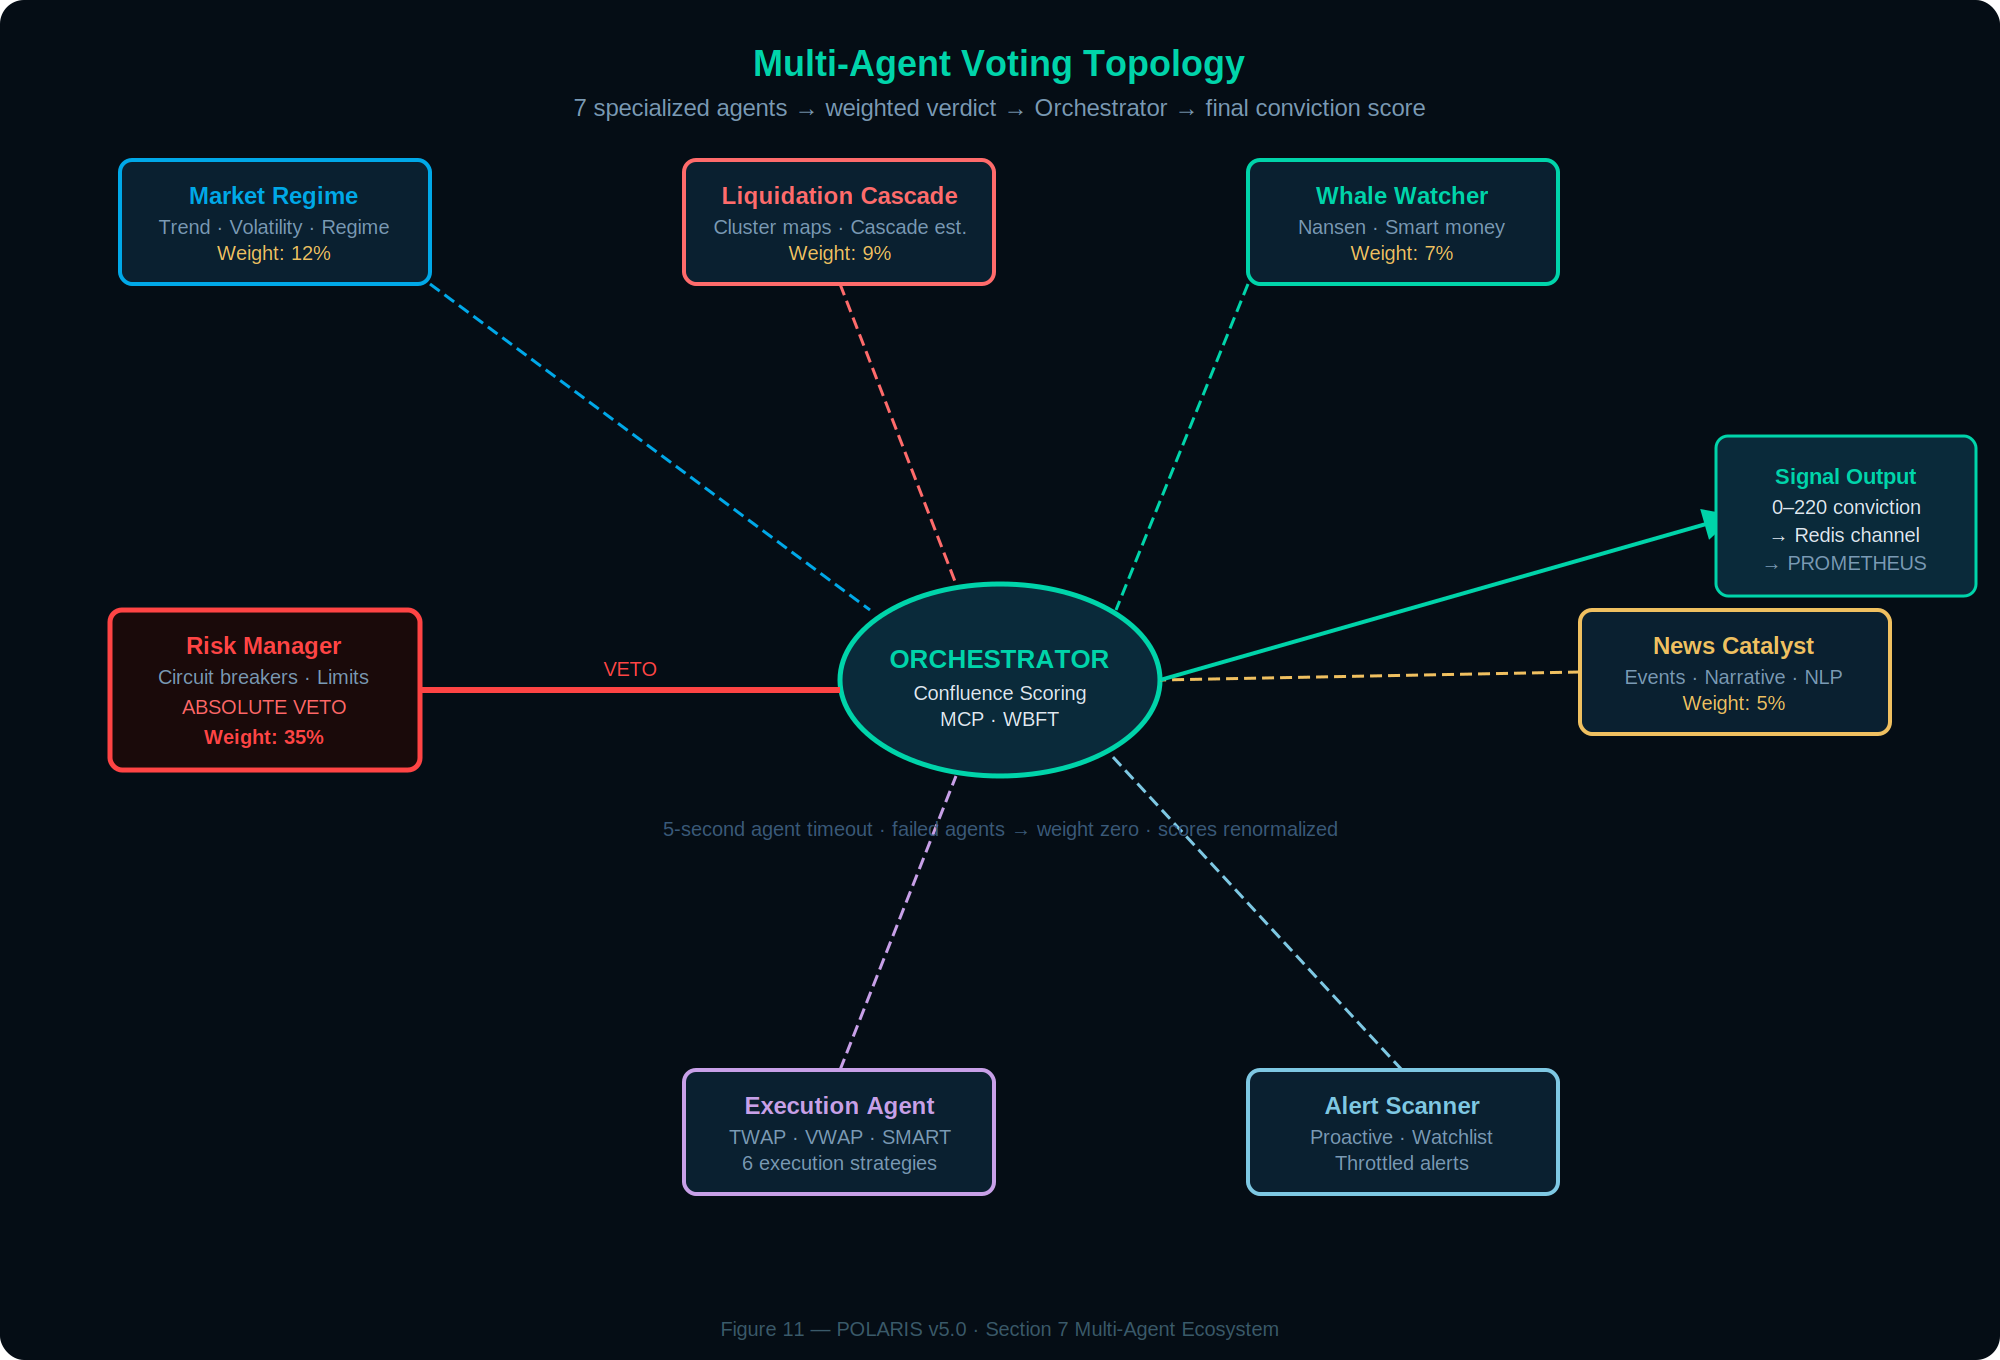 Multi-Agent Voting Topology
7 specialized agents → weighted verdict → Orchestrator → final conviction score
Market Regime
Trend · Volatility · Regime
Weight: 12%
Liquidation Cascade
Cluster maps · Cascade est.
Weight: 9%
Whale Watcher
Nansen · Smart money
Weight: 7%
Signal Output
0–220 conviction
→ Redis channel
→ PROMETHEUS
Risk Manager
Circuit breakers · Limits
ABSOLUTE VETO
Weight: 35%
VETO
ORCHESTRATOR
Confluence Scoring
MCP · WBFT
News Catalyst
Events · Narrative · NLP
Weight: 5%
5-second agent timeout · failed agents → weight zero · scores renormalized
Execution Agent
TWAP · VWAP · SMART
6 execution strategies
Alert Scanner
Proactive · Watchlist
Throttled alerts
Figure 11 — POLARIS v5.0 · Section 7 Multi-Agent Ecosystem